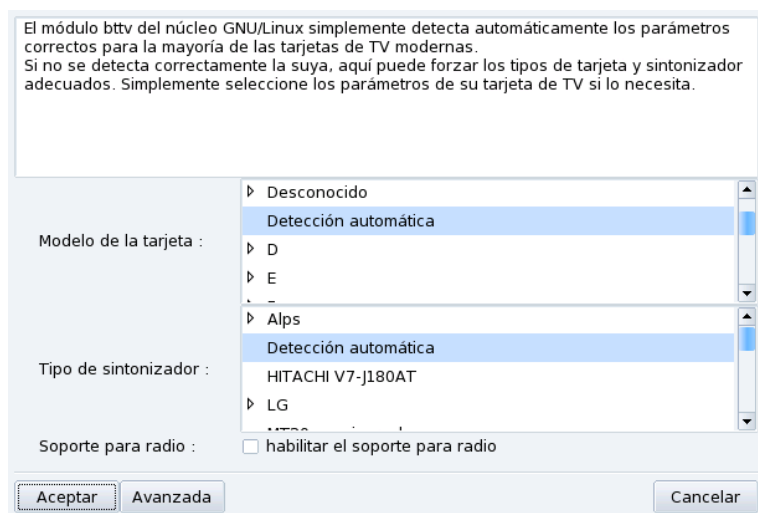 El módulo bttv del núcleo GNU/Linux simplemente detecta automáticamente los parámetros
correctos para la mayoría de las tarjetas de TV modernas.
Si no se detecta correctamente la suya, aquí puede forzar los tipos de tarjeta y sintonizador
adecuados. Simplemente seleccione los parámetros de su tarjeta de TV si lo necesita.
Modelo de la tarjeta :
Desconocido
Detección automática
D
E
Tipo de sintonizador :
Alps
Detección automática
HITACHI V7-J180AT
LG
Soporte para radio :
habilitar el soporte para radio
Aceptar
Avanzada
Cancelar